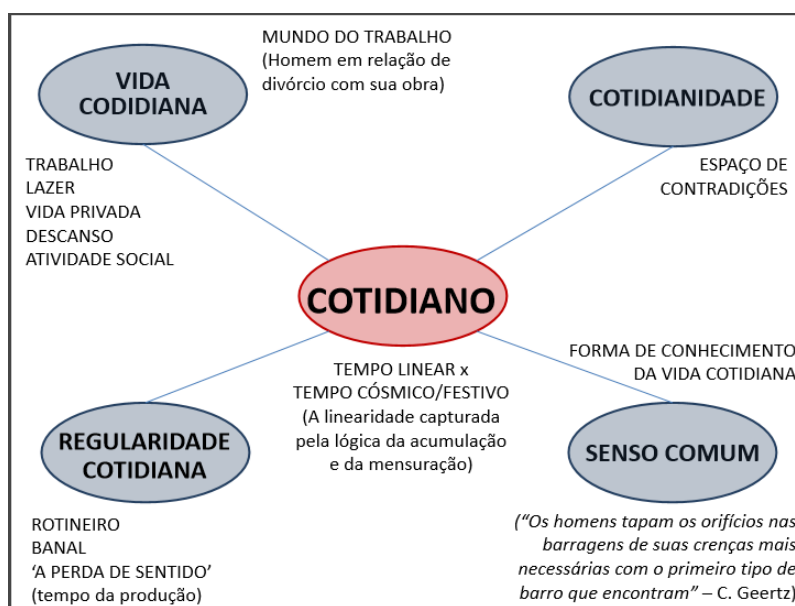 MUNDO DO TRABALHO
(Homem em relação de
divórcio com sua obra)
VIDA
CODIDIANA
COTIDIANIDADE
TRABALHO
LAZER
VIDA PRIVADA
DESCANSO
ATIVIDADE SOCIAL
ESPAÇO DE
CONTRADIÇÕES
COTIDIANO
TEMPO LINEAR x
TEMPO CÓSMICO/FESTIVO
(A linearidade capturada
pela lógica da acumulação
e da mensuração)
FORMA DE CONHECIMENTO
DA VIDA COTIDIANA
REGULARIDADE
COTIDIANA
SENSO COMUM
ROTINEIRO
BANAL
‘A PERDA DE SENTIDO’
(tempo da produção)
(“Os homens tapam os orifícios nas
barragens de suas crenças mais
necessárias com o primeiro tipo de
barro que encontram” – C. Geertz)